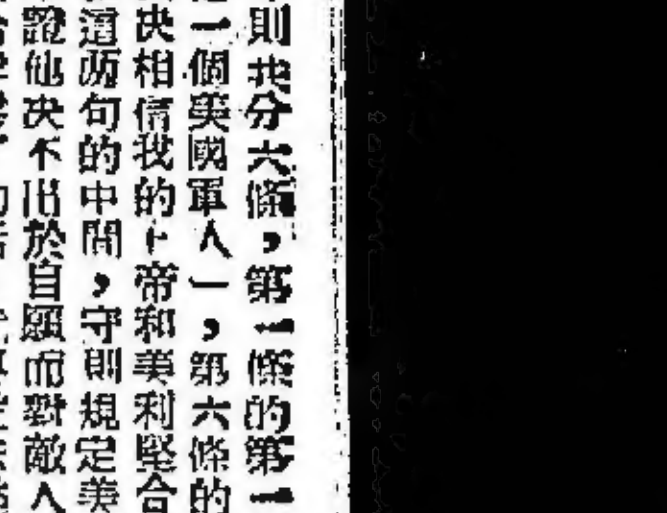 則共分六條，第一條的第一
一個美國軍人」，第六條的
決相信我的上帝和美利堅合
這兩句的中間，守則規定美
證他決不出於自願而對敵人